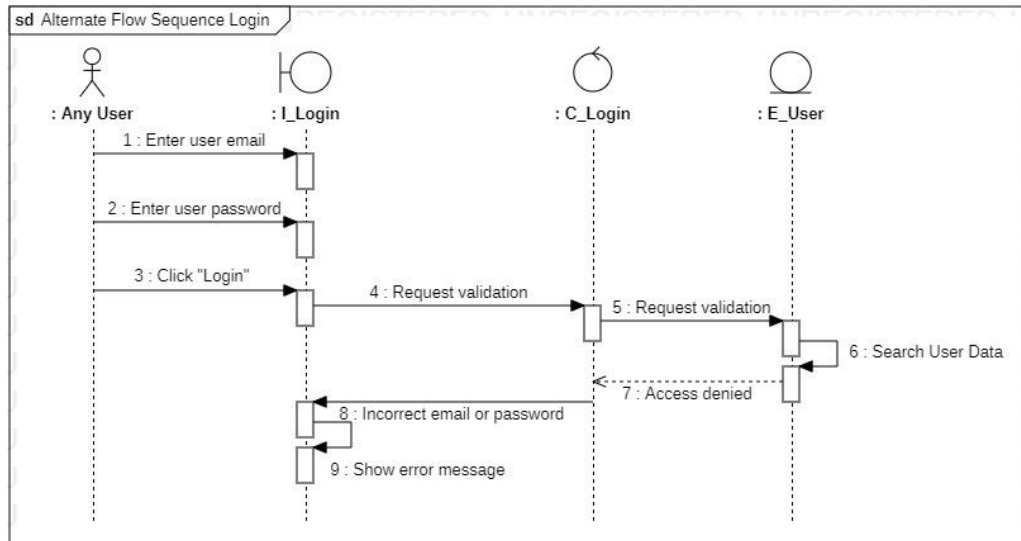 sd Alternate Flow Sequence Login
: Any User
: I_Login
: C_Login
: E_User
1 : Enter user email
2 : Enter user password
3 : Click "Login"
4 : Request validation
5 : Request validation
6 : Search User Data
7 : Access denied
8 : Incorrect email or password
9 : Show error message